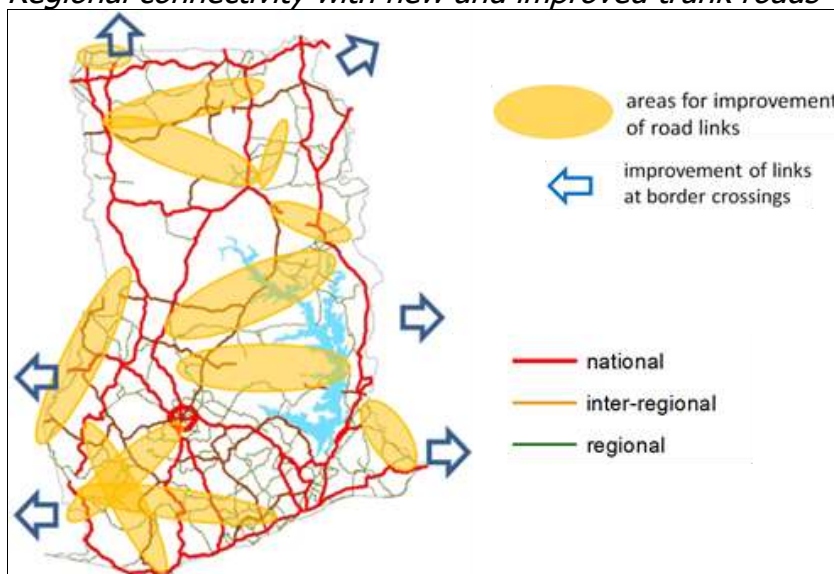 Regional connectivity with new and improved trunk roads
areas for improvement
of road links
improvement of links
at border crossings
national
inter-regional
regional